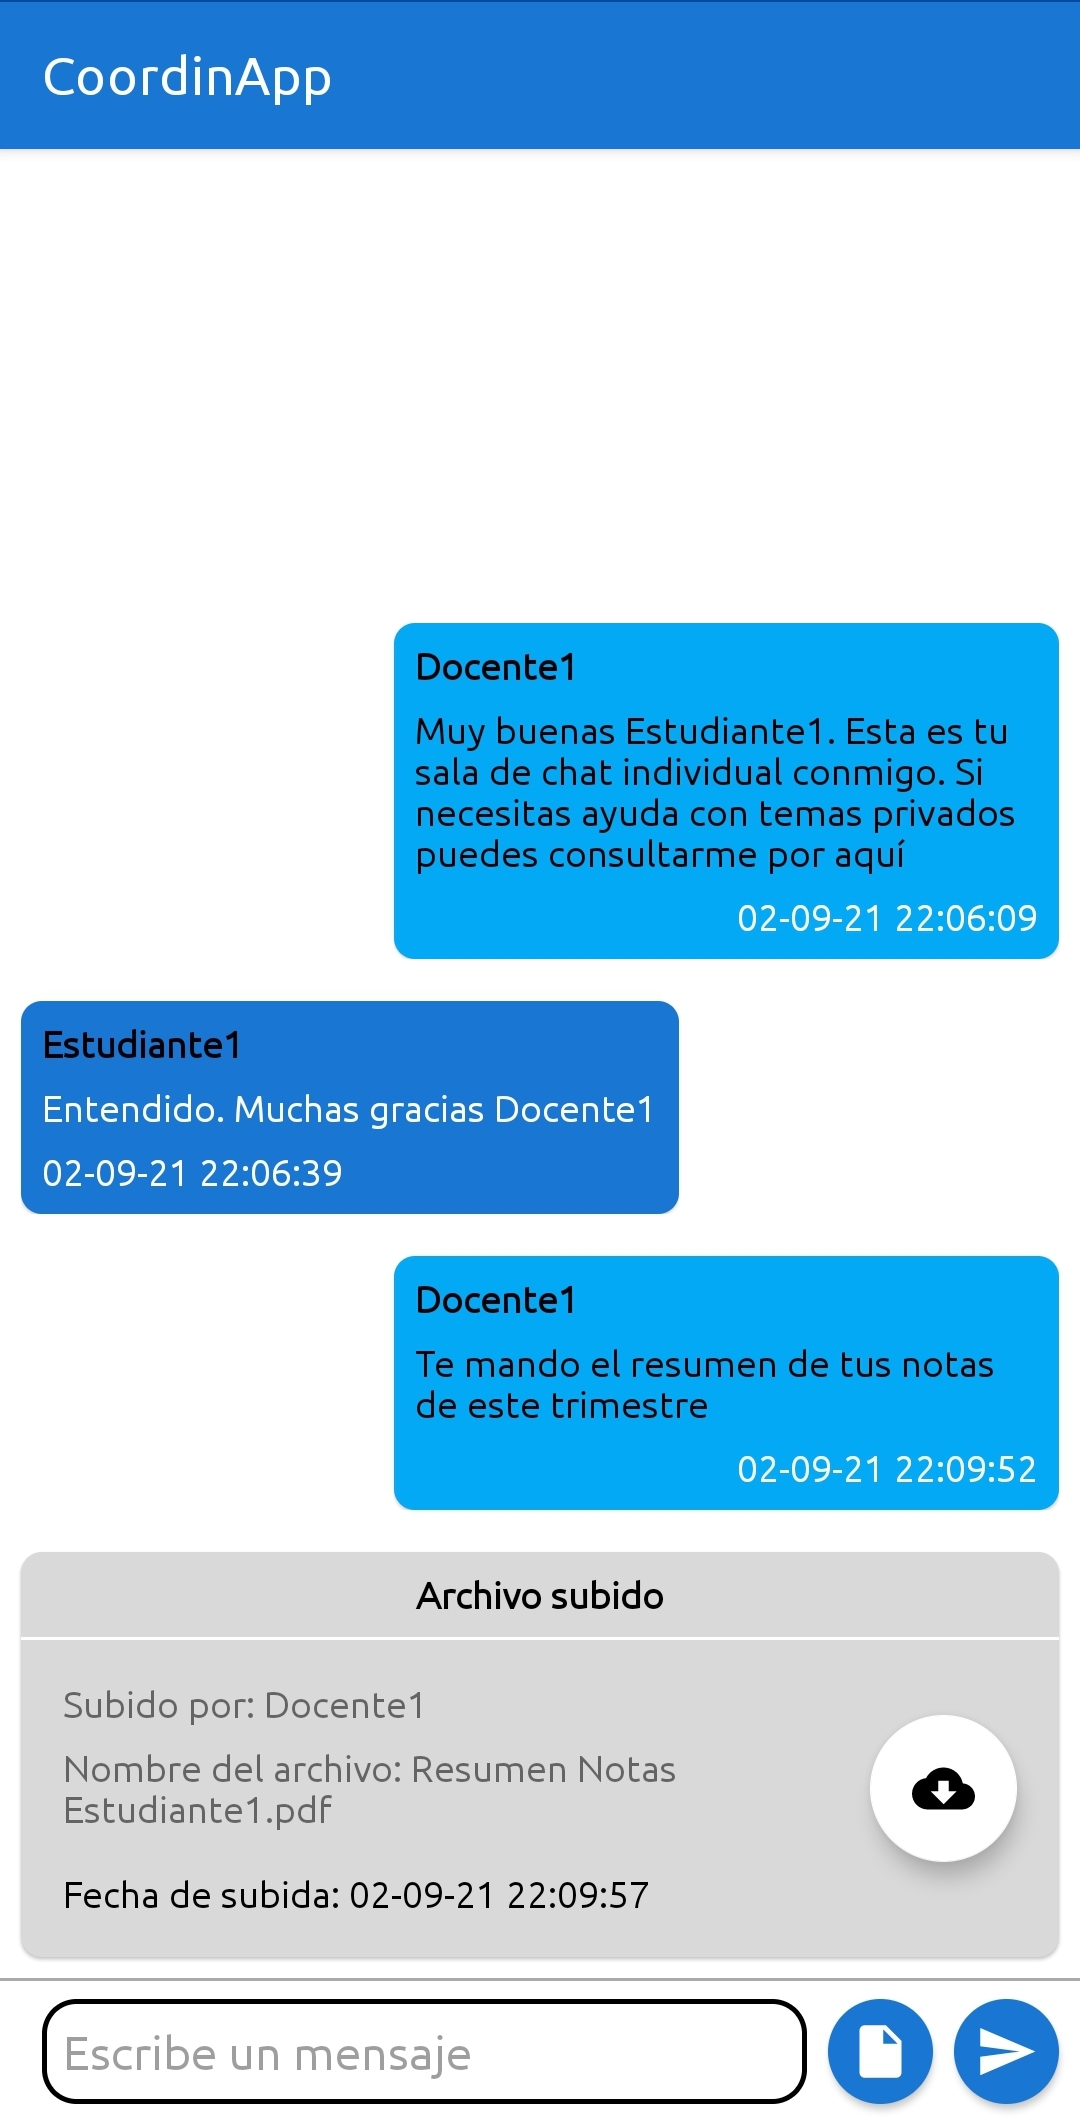 CoordinApp
Docente1
Muy buenas Estudiante1. Esta es tu
sala de chat individual conmigo. Si
necesitas ayuda con temas privados
puedes consultarme por aquí
02-09-21 22:06:09
Estudiante1
Entendido. Muchas gracias Docente1
02-09-21 22:06:39
Docente1
Te mando el resumen de tus notas
de este trimestre
02-09-21 22:09:52
Archivo subido
Subido por: Docente1
Nombre del archivo: Resumen Notas
Estudiante1.pdf
Fecha de subida: 02-09-21 22:09:57
Escribe un mensaje